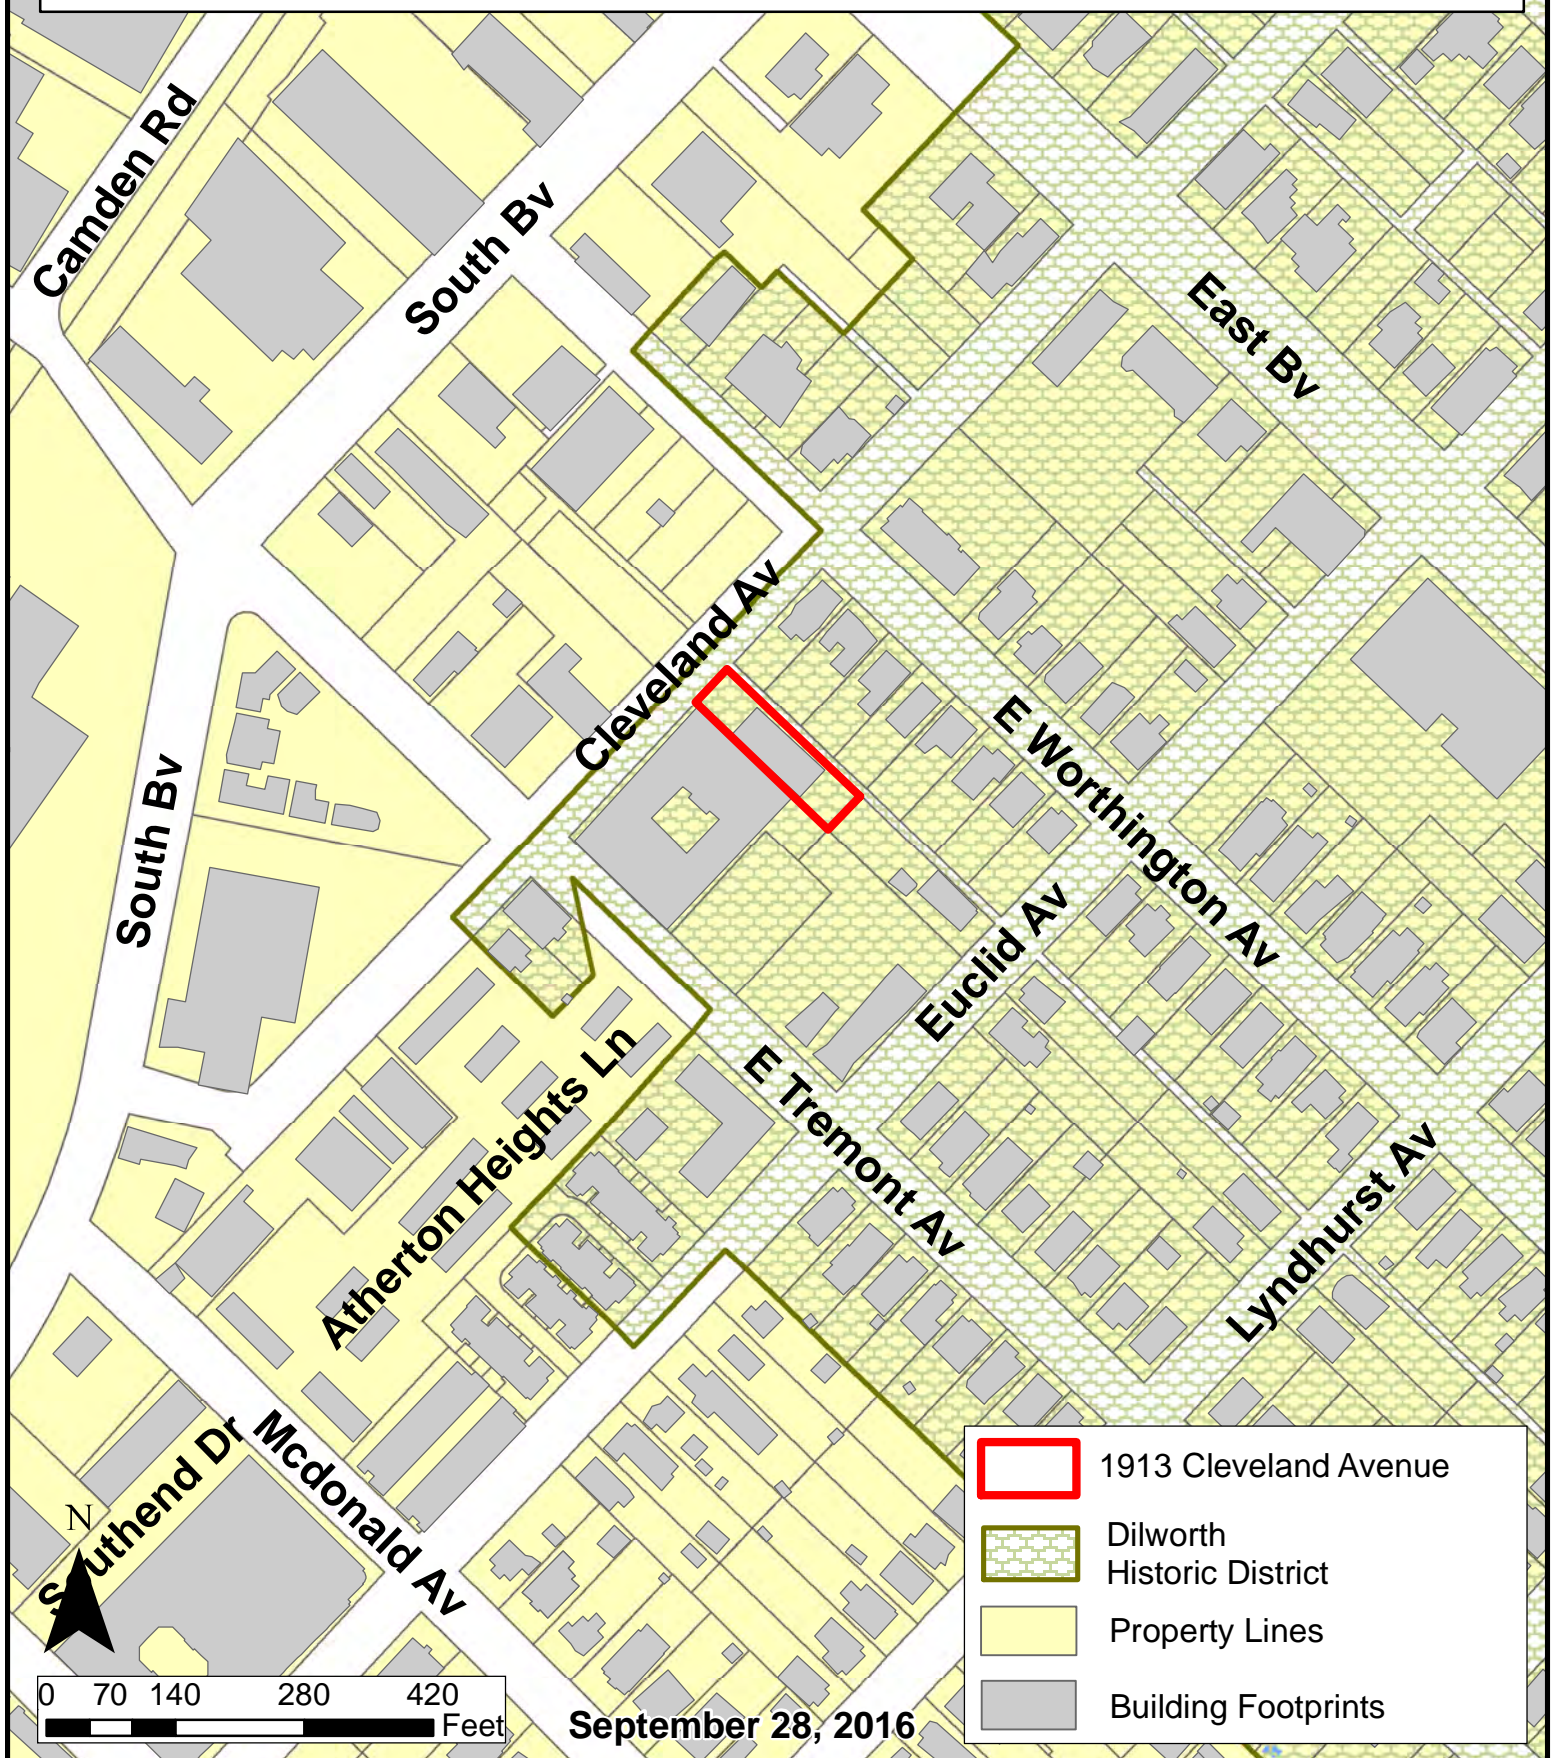 Camden Rd
South Bv
East Bv
Cleveland Av
E Worthington Av
South Bv
Euclid Av
E Tremont Av
Atherton Heights Ln
Lyndhurst Av
Mcdonald Av
Southend Dr
N
0 70 140 280 420
Feet
September 28, 2016
1913 Cleveland Avenue
Dilworth
Historic District
Property Lines
Building Footprints